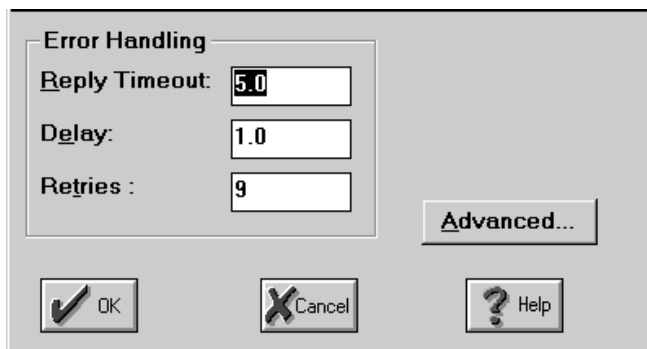 Error Handling
Reply Timeout: 5.0
Delay: 1.0
Retries : 9
Advanced...
OK Cancel Help